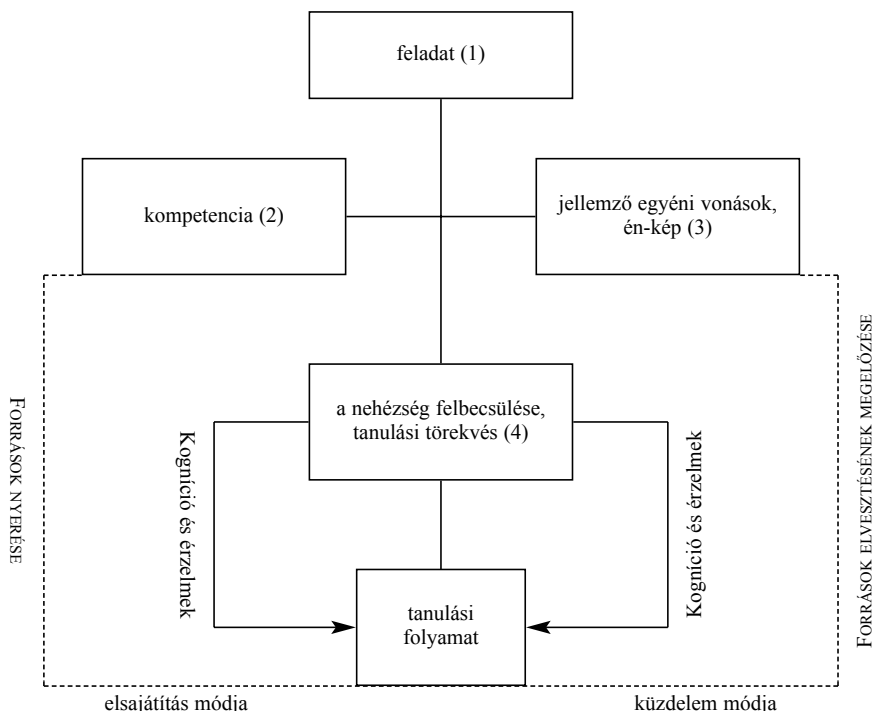 feladat (1)
kompetencia (2)
jellemző egyéni vonások,
én-kép (3)
a nehézség felbecsülése,
tanulási törekvés (4)
FORRÁSOK NYERÉSE
Kogníció és érzelmek
Kogníció és érzelmek
FORRÁSOK ELVESZTÉSÉNEK MEGELŐZÉSE
tanulási
folyamat
elsajátítás módja
küzdelem módja